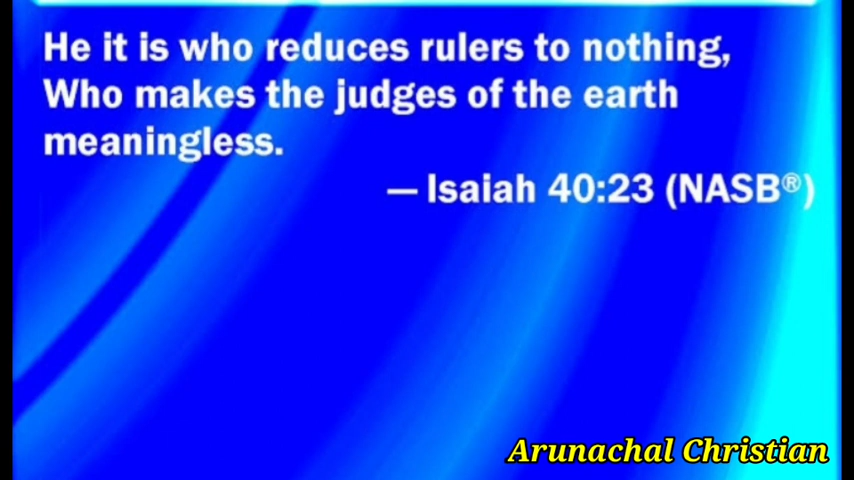 He it is who reduces rulers to nothing,
Who makes the judges of the earth
meaningless.
— Isaiah 40:23 (NASB®)
Arunachal Christian